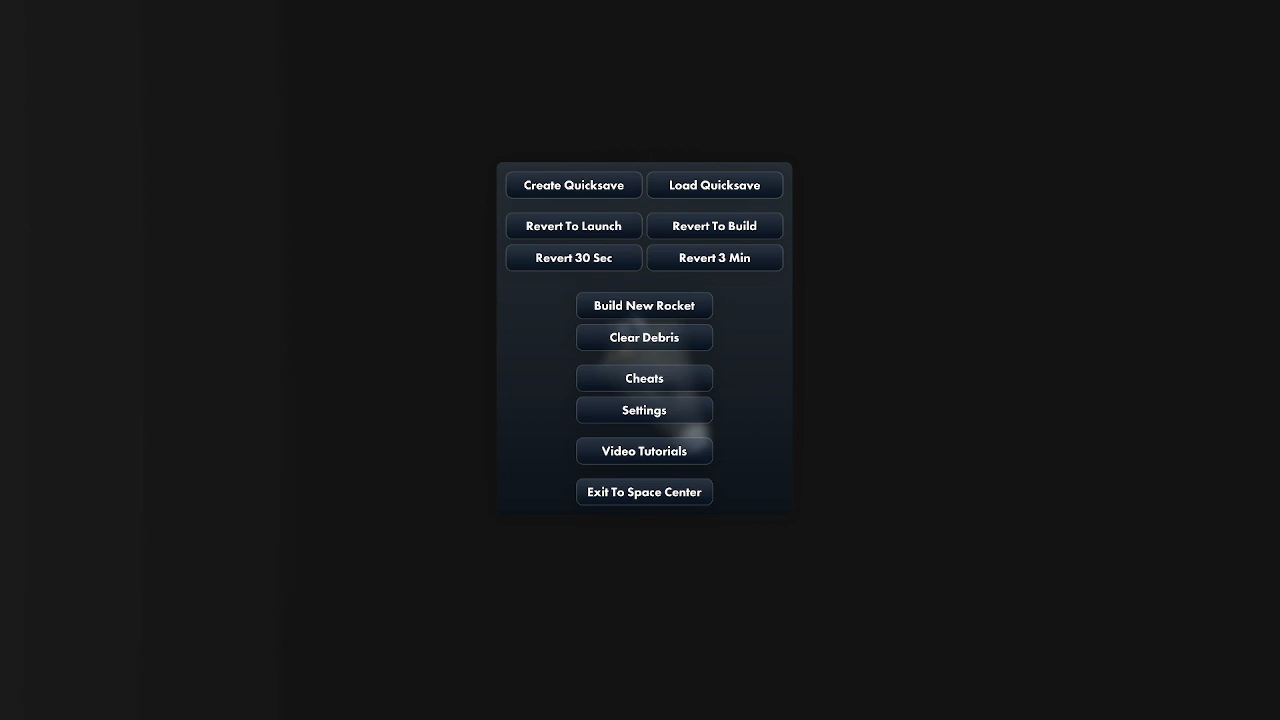 Create Quicksave Load Quicksave
Revert To Launch Revert To Build
Revert 30 Sec Revert 3 Min
Build New Rocket
Clear Debris
Cheats
Settings
Video Tutorials
Exit To Space Center